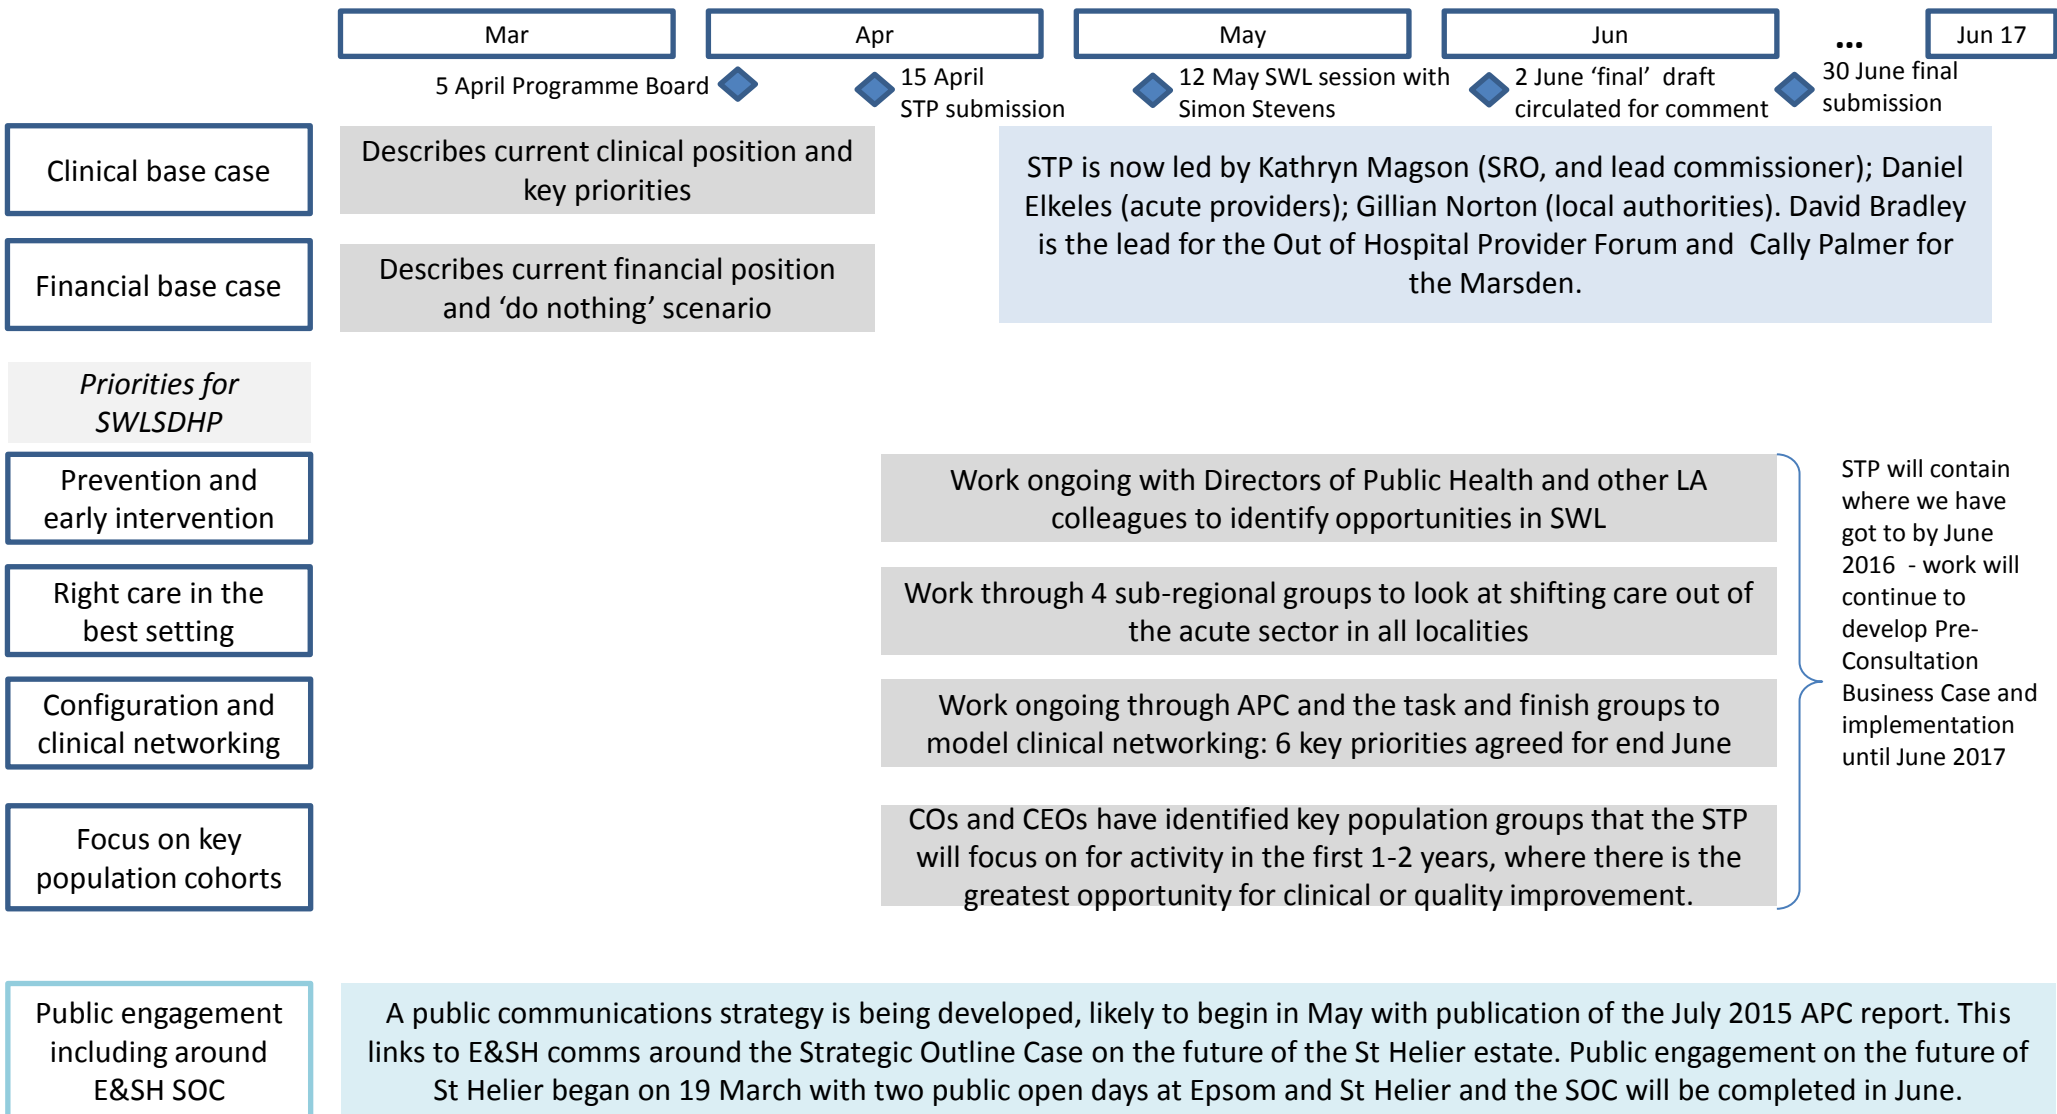 Mar
Apr
May
Jun
...
Jun 17
5 April Programme Board
15 April
STP submission
12 May SWL session with
Simon Stevens
2 June ‘final’ draft
circulated for comment
30 June final
submission
Clinical base case
Describes current clinical position and
key priorities
STP is now led by Kathryn Magson (SRO, and lead commissioner); Daniel
Elkeles (acute providers); Gillian Norton (local authorities). David Bradley
is the lead for the Out of Hospital Provider Forum and Cally Palmer for
the Marsden.
Financial base case
Describes current financial position
and ‘do nothing’ scenario
Priorities for
SWLSDHP
Prevention and
early intervention
Work ongoing with Directors of Public Health and other LA
colleagues to identify opportunities in SWL
Right care in the
best setting
Work through 4 sub-regional groups to look at shifting care out of
the acute sector in all localities
Configuration and
clinical networking
Work ongoing through APC and the task and finish groups to
model clinical networking: 6 key priorities agreed for end June
Focus on key
population cohorts
COs and CEOs have identified key population groups that the STP
will focus on for activity in the first 1-2 years, where there is the
greatest opportunity for clinical or quality improvement.
STP will contain
where we have
got to by June
2016 - work will
continue to
develop Pre-
Consultation
Business Case and
implementation
until June 2017
Public engagement
including around
E&SH SOC
A public communications strategy is being developed, likely to begin in May with publication of the July 2015 APC report. This
links to E&SH comms around the Strategic Outline Case on the future of the St Helier estate. Public engagement on the future of
St Helier began on 19 March with two public open days at Epsom and St Helier and the SOC will be completed in June.